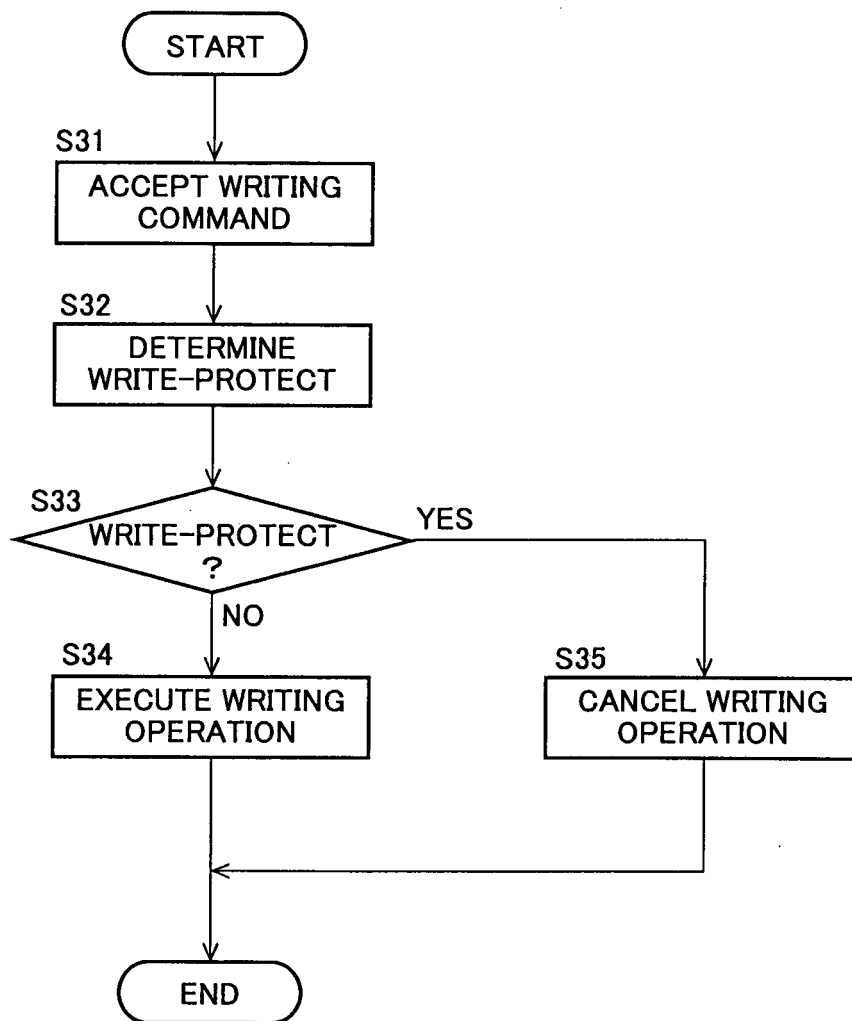 START
S31
ACCEPT WRITING
COMMAND
S32
DETERMINE
WRITE-PROTECT
S33
WRITE-PROTECT
?
YES
NO
S34
EXECUTE WRITING
OPERATION
S35
CANCEL WRITING
OPERATION
END